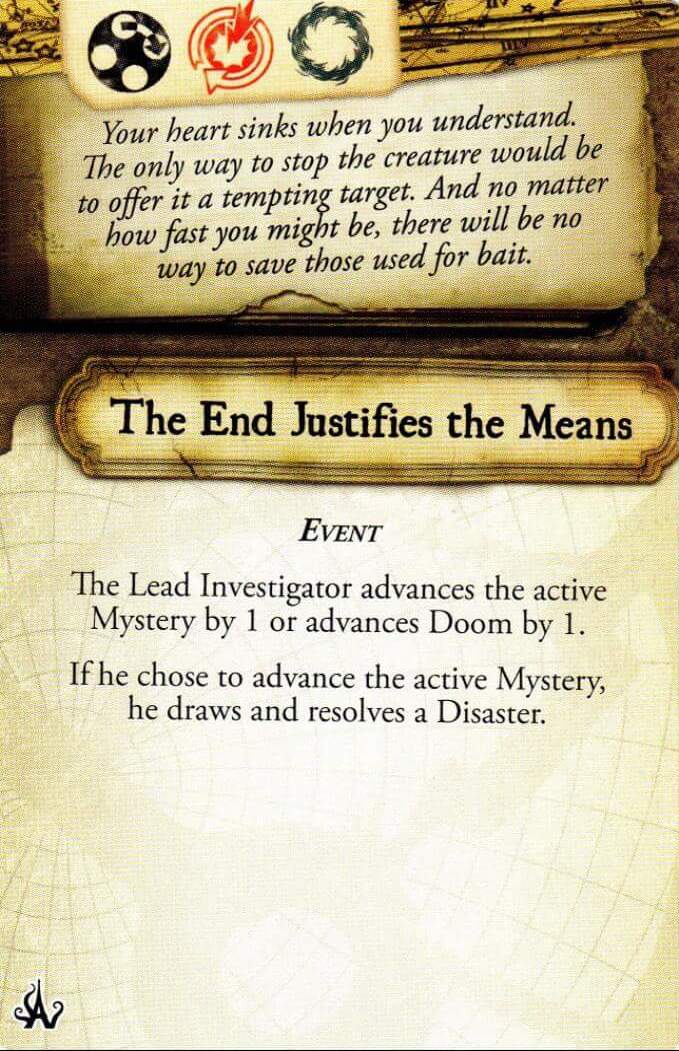 Your heart sinks when you understand.
The only way to stop the creature would be
to offer it a tempting target. And no matter
how fast you might be, there will be no
way to save those used for bait.
The End Justifies the Means
EVENT
The Lead Investigator advances the active
Mystery by 1 or advances Doom by 1.
If he chose to advance the active Mystery,
he draws and resolves a Disaster.